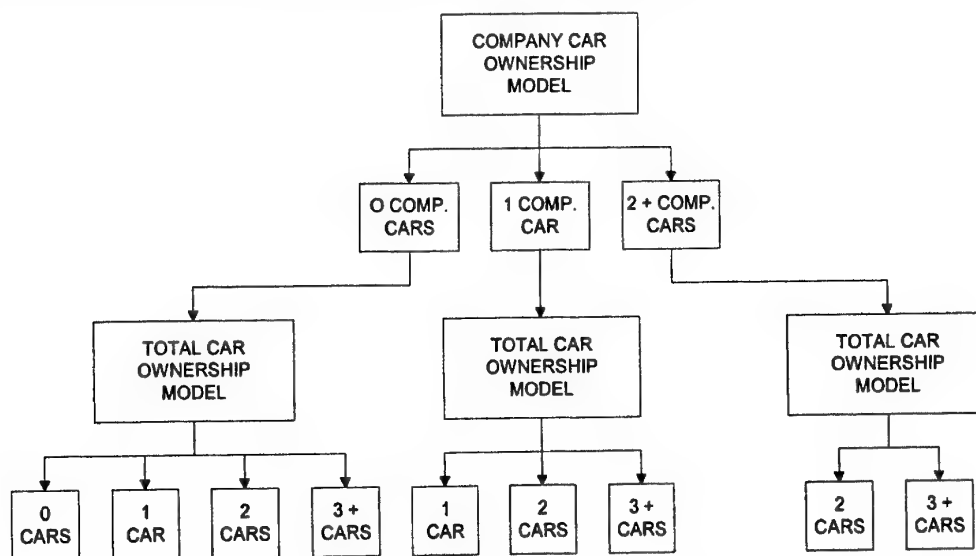 COMPANY CAR
OWNERSHIP
MODEL
O COMP.
CARS
1 COMP.
CAR
2 + COMP.
CARS
TOTAL CAR
OWNERSHIP
MODEL
TOTAL CAR
OWNERSHIP
MODEL
TOTAL CAR
OWNERSHIP
MODEL
0
CARS
1
CAR
2
CARS
3 +
CARS
1
CAR
2
CARS
3 +
CARS
2
CARS
3 +
CARS